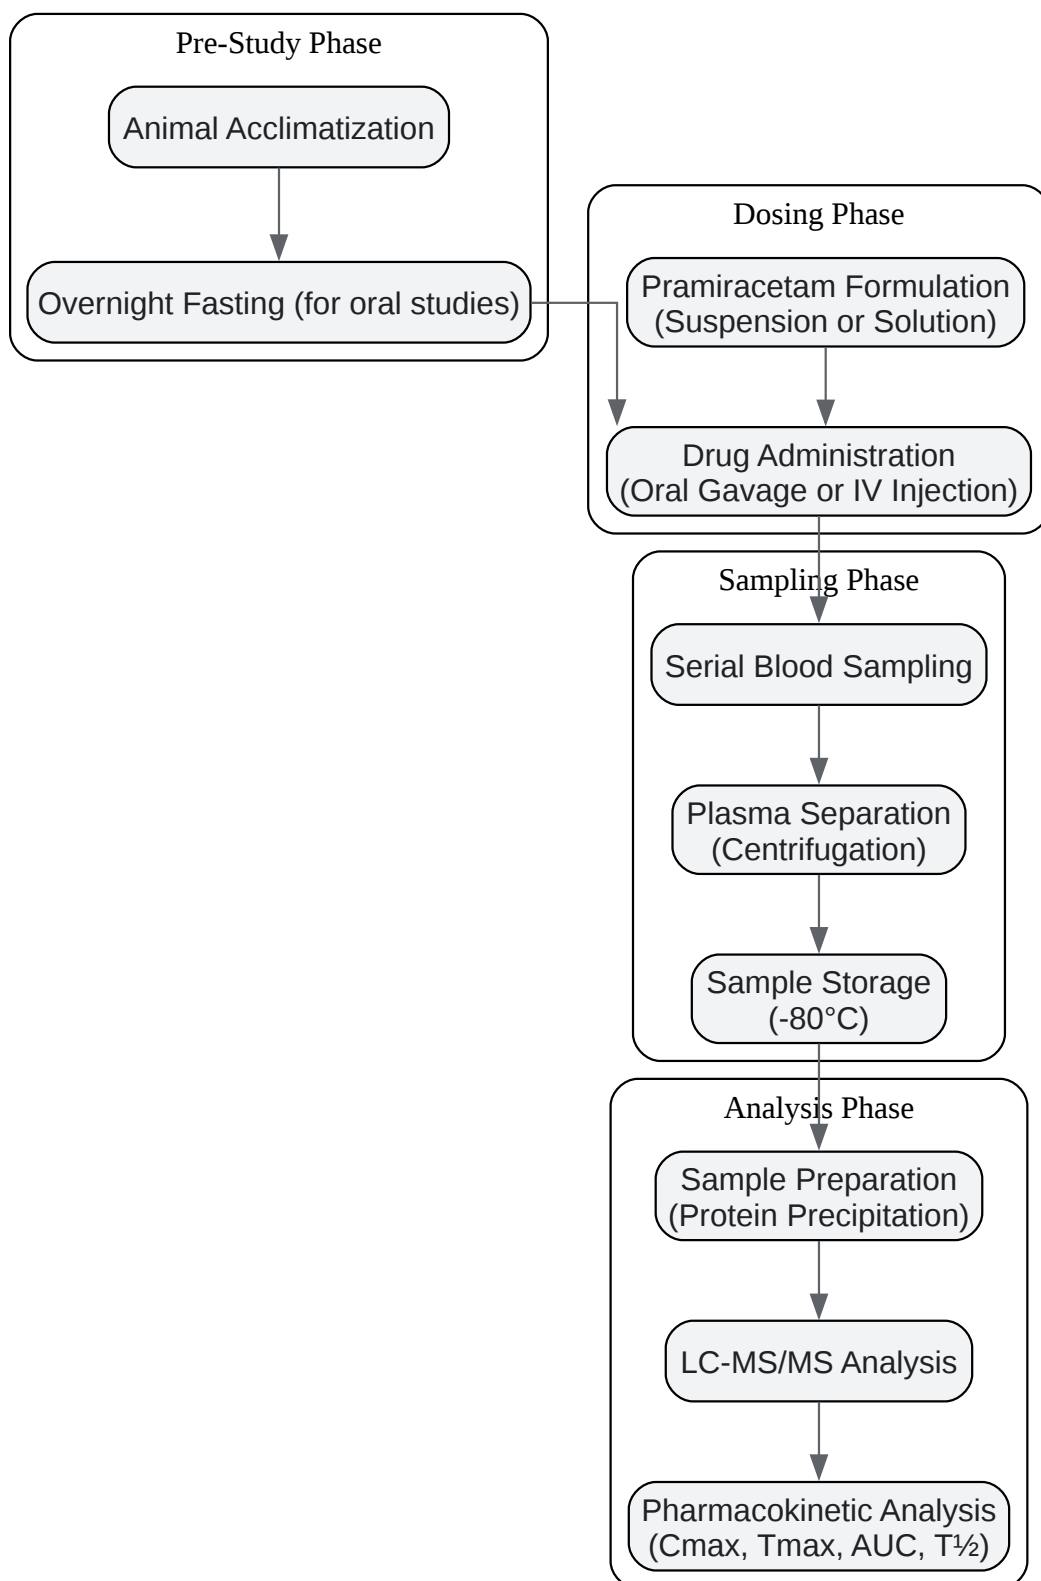 Pre-Study Phase
Animal Acclimatization
Overnight Fasting (for oral studies)
Dosing Phase
Pramiracetam Formulation
(Suspension or Solution)
Drug Administration
(Oral Gavage or IV Injection)
Sampling Phase
Serial Blood Sampling
Plasma Separation
(Centrifugation)
Sample Storage
(-80°C)
Analysis Phase
Sample Preparation
(Protein Precipitation)
LC-MS/MS Analysis
Pharmacokinetic Analysis
(Cmax, Tmax, AUC, T½)